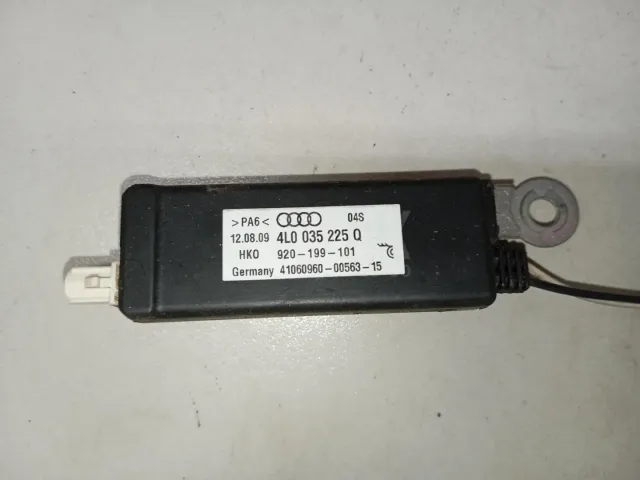 >PA6< 04S
12.08.09 4L0 035 225 Q
HKO 920-199-101
Germany 41060960-00563-15